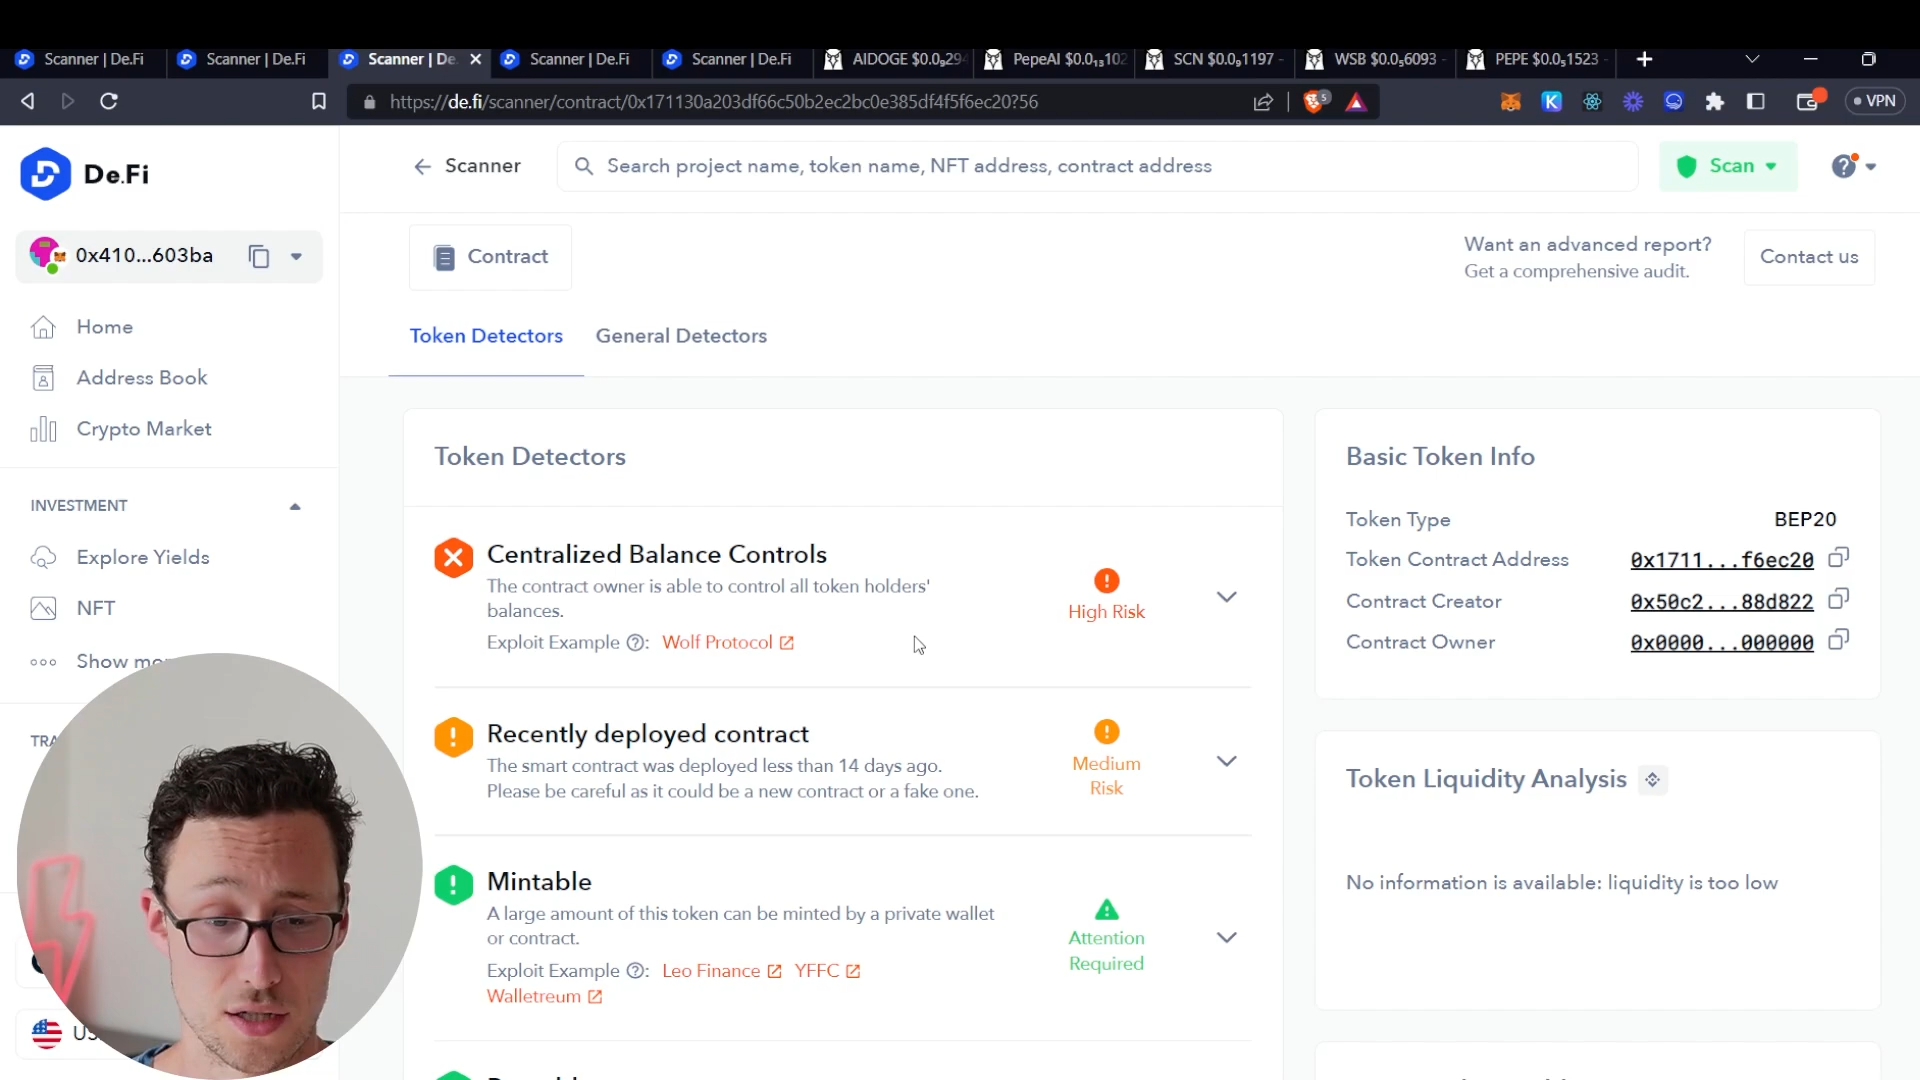 Scanner | De.Fi
Scanner | De.Fi
Scanner | De.
Scanner | De.Fi
Scanner | De.Fi
AIDOGE $0.0₉294
PepeAI $0.0₁₃102
SCN $0.0₉1197 -
WSB $0.0₅6093 -
PEPE $0.0₅1523 -
https://de.fi/scanner/contract/0x171130a203df66c50b2ec2bc0e385df4f5f6ec20?56
5
VPN
De.Fi
Scanner
Search project name, token name, NFT address, contract address
Scan
0x410...603ba
Contract
Want an advanced report?
Get a comprehensive audit.
Contact us
Home
Address Book
Crypto Market
Token Detectors
General Detectors
INVESTMENT
Explore Yields
NFT
Show mo
TRA
US
Token Detectors
Centralized Balance Controls
The contract owner is able to control all token holders'
balances.
Exploit Example ?: Wolf Protocol
High Risk
Recently deployed contract
The smart contract was deployed less than 14 days ago.
Please be careful as it could be a new contract or a fake one.
Medium
Risk
Mintable
A large amount of this token can be minted by a private wallet
or contract.
Exploit Example ?: Leo Finance YFFC
Walletreum
Attention
Required
Basic Token Info
Token Type BEP20
Token Contract Address 0x1711...f6ec20
Contract Creator 0x50c2...88d822
Contract Owner 0x0000...000000
Token Liquidity Analysis
No information is available: liquidity is too low